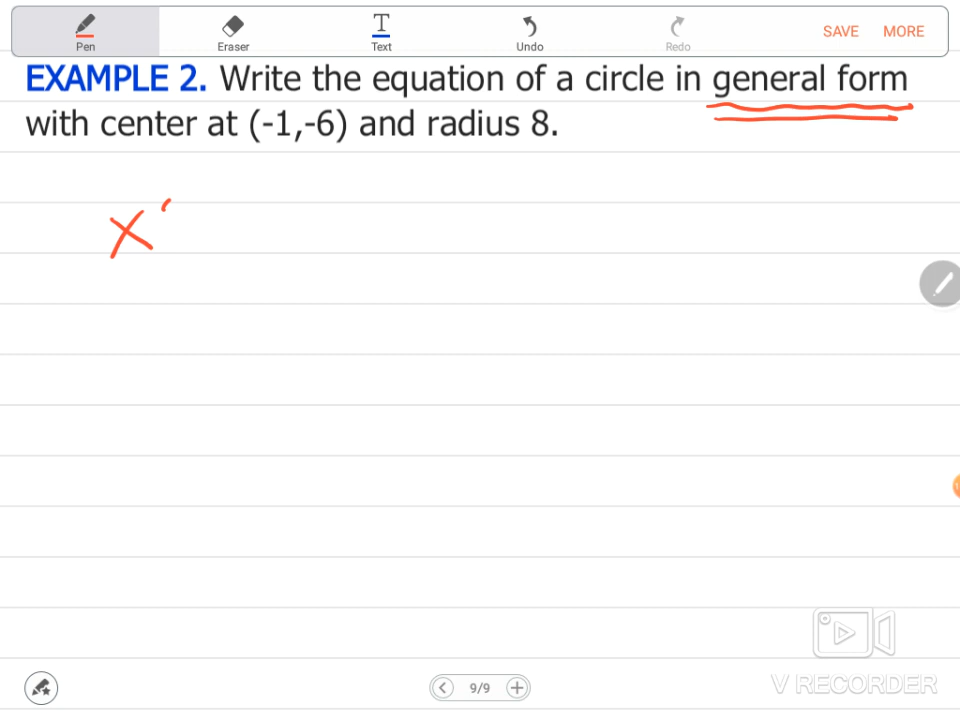 Pen Eraser Text Undo Redo SAVE MORE
EXAMPLE 2. Write the equation of a circle in general form
with center at (-1,-6) and radius 8.
x
9/9
V RECORDER